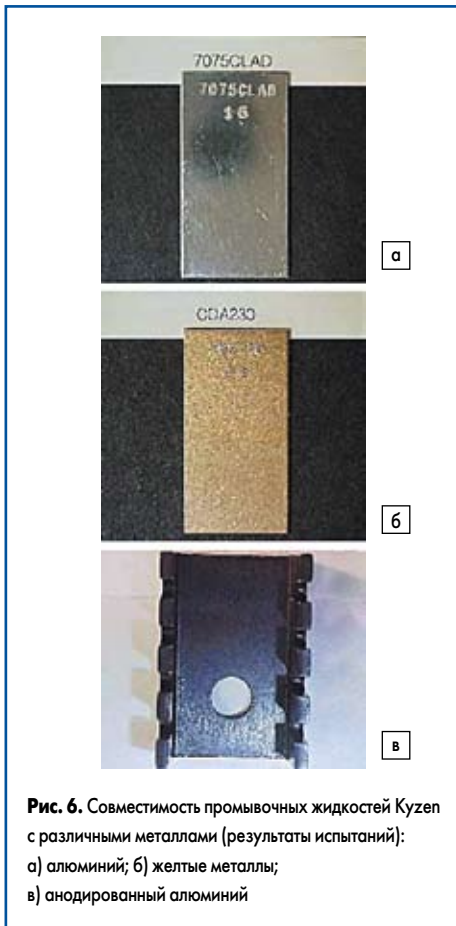 7075CLAD
7075CLAD
16
а
CDA230
б
в
Рис. 6. Совместимость промывочных жидкостей Kyzen
с различными металлами (результаты испытаний):
а) алюминий; б) желтые металлы;
в) анодированный алюминий